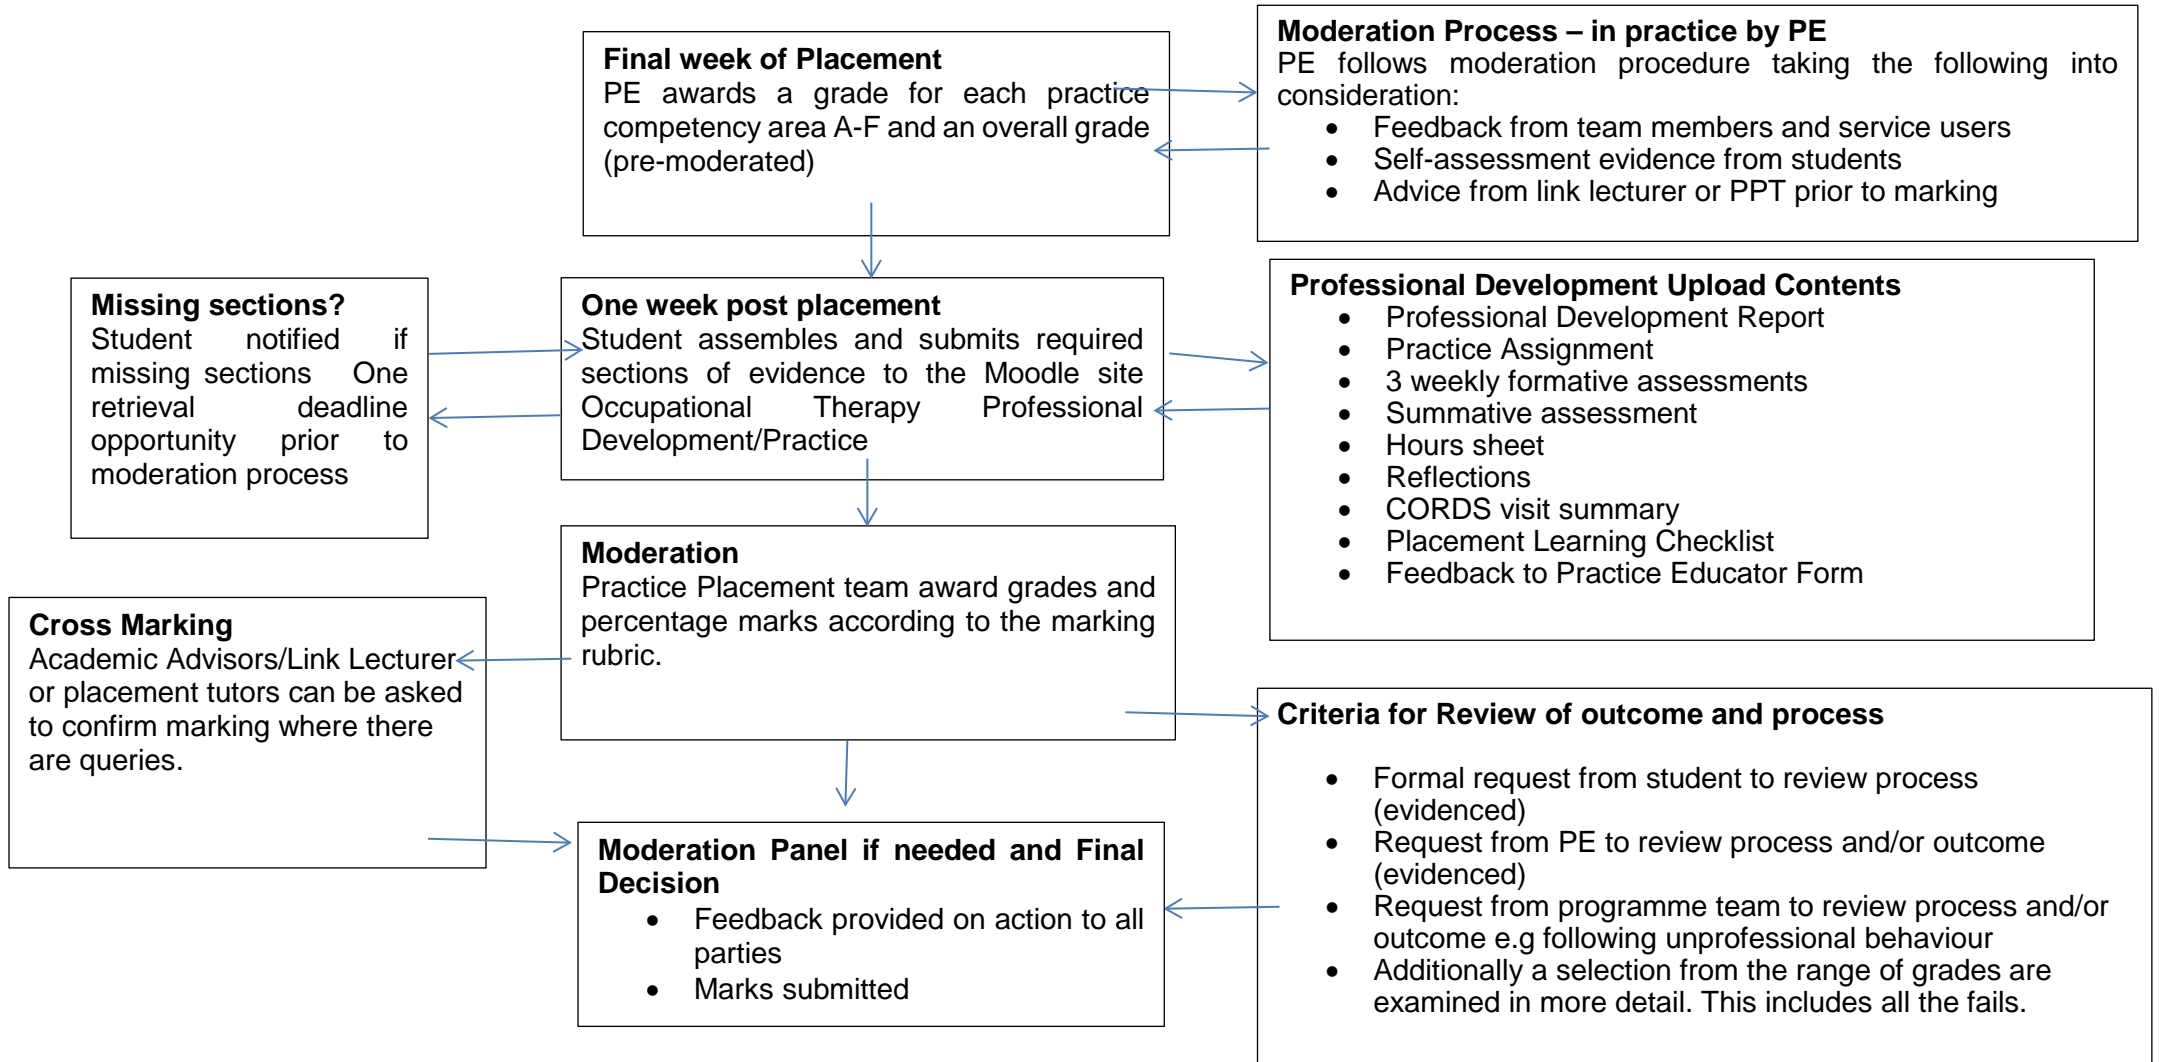 Final week of Placement
PE awards a grade for each practice
competency area A-F and an overall grade
(pre-moderated)
Moderation Process – in practice by PE
PE follows moderation procedure taking the following into
consideration:
• Feedback from team members and service users
• Self-assessment evidence from students
• Advice from link lecturer or PPT prior to marking
Missing sections?
Student notified if
missing sections One
retrieval deadline
opportunity prior to
moderation process
One week post placement
Student assembles and submits required
sections of evidence to the Moodle site
Occupational Therapy Professional
Development/Practice
Professional Development Upload Contents
• Professional Development Report
• Practice Assignment
• 3 weekly formative assessments
• Summative assessment
• Hours sheet
• Reflections
• CORDS visit summary
• Placement Learning Checklist
• Feedback to Practice Educator Form
Moderation
Practice Placement team award grades and
percentage marks according to the marking
rubric.
Cross Marking
Academic Advisors/Link Lecturer
or placement tutors can be asked
to confirm marking where there
are queries.
Criteria for Review of outcome and process
• Formal request from student to review process
(evidenced)
• Request from PE to review process and/or outcome
(evidenced)
• Request from programme team to review process and/or
outcome e.g following unprofessional behaviour
• Additionally a selection from the range of grades are
examined in more detail. This includes all the fails.
Moderation Panel if needed and Final
Decision
• Feedback provided on action to all
parties
• Marks submitted